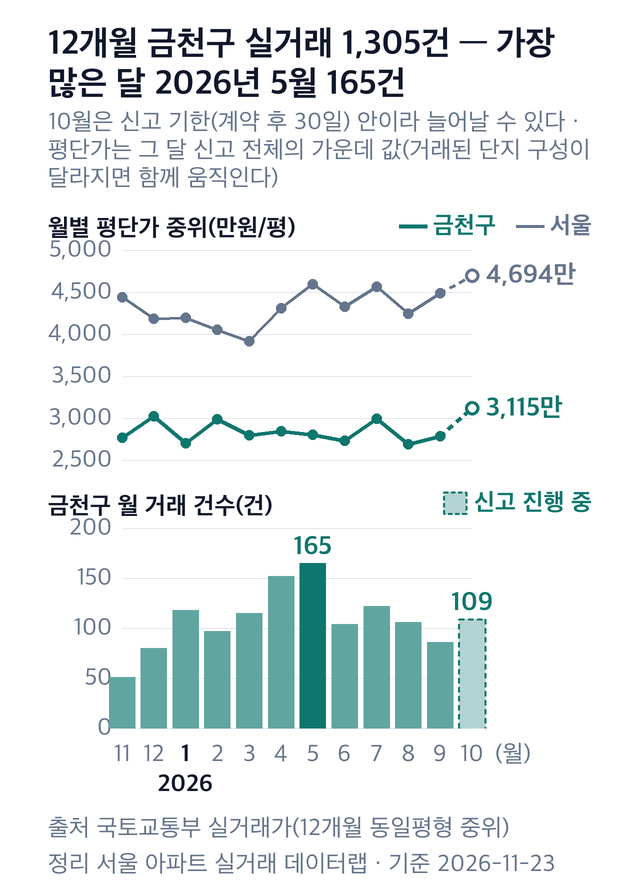 12개월 금천구 실거래 1,305건 — 가장
많은 달 2026년 5월 165건
10월은 신고 기한(계약 후 30일) 안이라 늘어날 수 있다 ·
평단가는 그 달 신고 전체의 가운데 값(거래된 단지 구성이
달라지면 함께 움직인다)
월별 평단가 중위(만원/평)
금천구 서울
5,000
4,500
4,000
3,500
3,000
2,500
4,694만
3,115만
금천구 월 거래 건수(건)
신고 진행 중
200
150
100
50
0
165
109
11 12 1 2 3 4 5 6 7 8 9 10 (월)
2026
출처 국토교통부 실거래가(12개월 동일평형 중위)
정리 서울 아파트 실거래 데이터랩 · 기준 2026-11-23